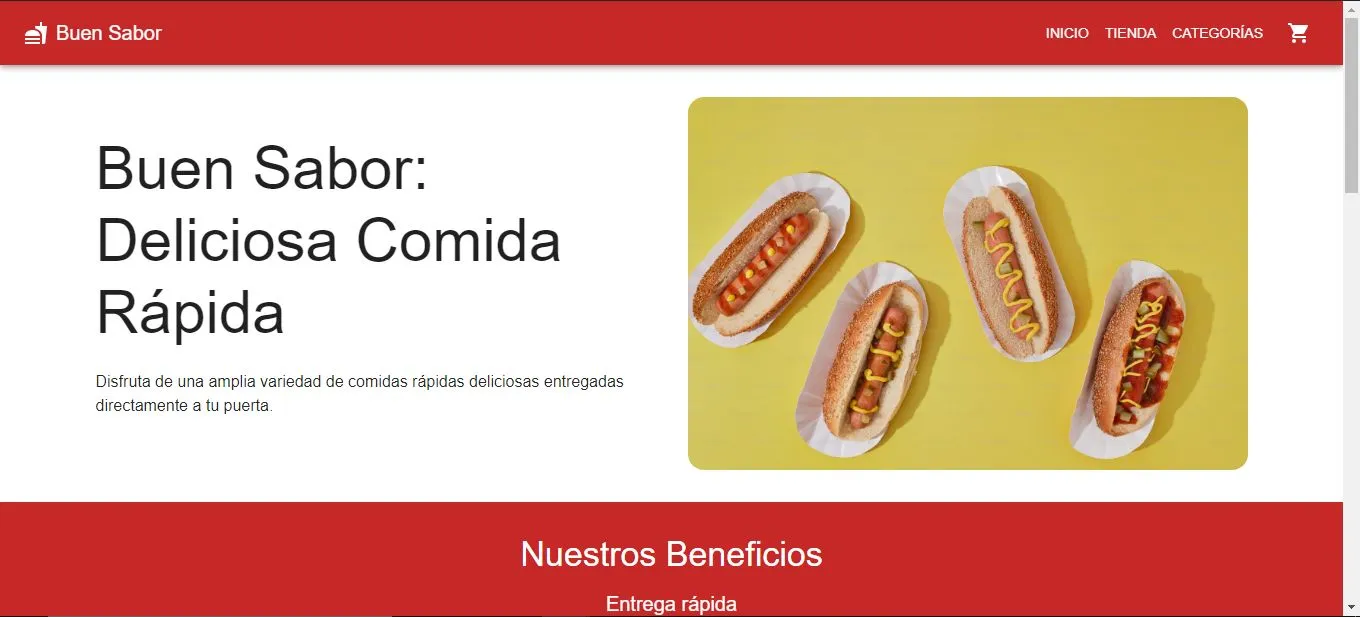 Buen Sabor
INICIO TIENDA CATEGORÍAS
Buen Sabor:
Deliciosa Comida
Rápida
Disfruta de una amplia variedad de comidas rápidas deliciosas entregadas
directamente a tu puerta.
Nuestros Beneficios
Entrega rápida